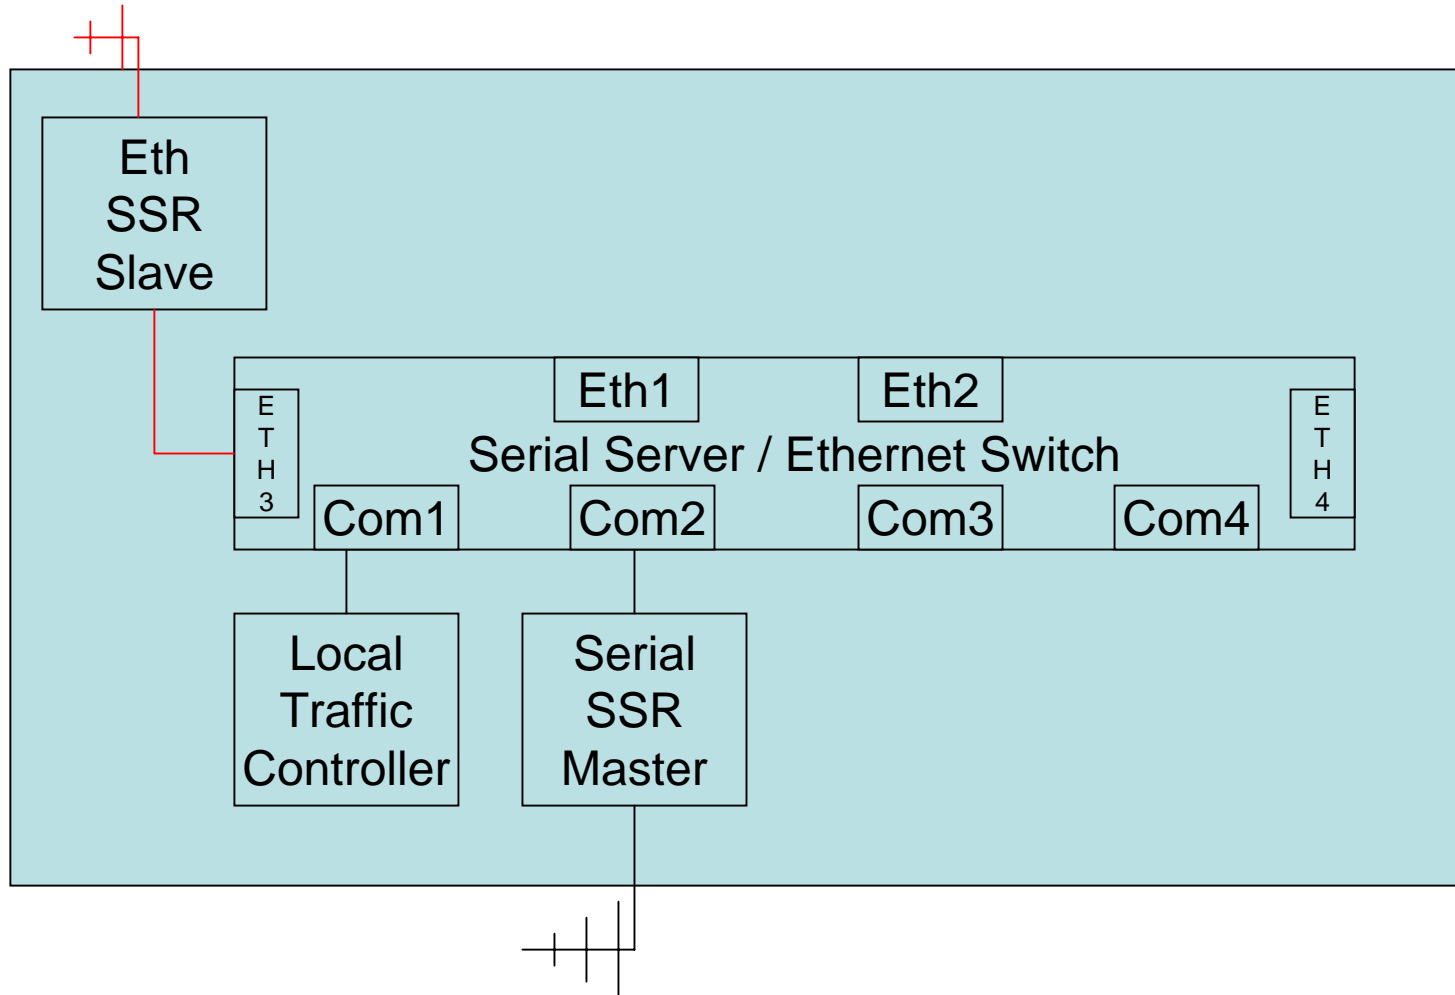 Eth
SSR
Slave
Eth1
Eth2
E
T
H
3
E
T
H
4
Serial Server / Ethernet Switch
Com1
Com2
Com3
Com4
Local
Traffic
Controller
Serial
SSR
Master